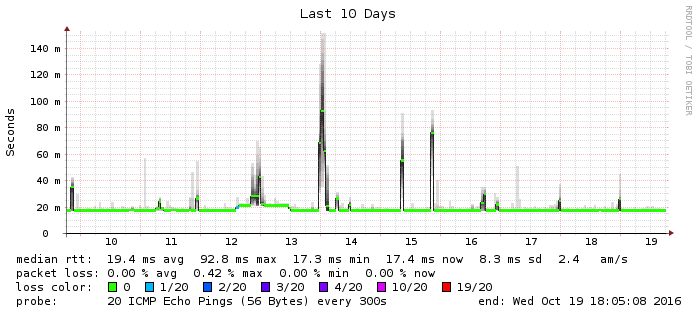 Last 10 Days
RRDTOOL / TOBI OETIKER
Seconds
140 m
120 m
100 m
80 m
60 m
40 m
20 m
0
10 11 12 13 14 15 16 17 18 19
median rtt: 19.4 ms avg 92.8 ms max 17.3 ms min 17.4 ms now 8.3 ms sd 2.4 am/s
packet loss: 0.00 % avg 0.42 % max 0.00 % min 0.00 % now
loss color: 0 1/20 2/20 3/20 4/20 10/20 19/20
probe: 20 ICMP Echo Pings (56 Bytes) every 300s end: Wed Oct 19 18:05:08 2016